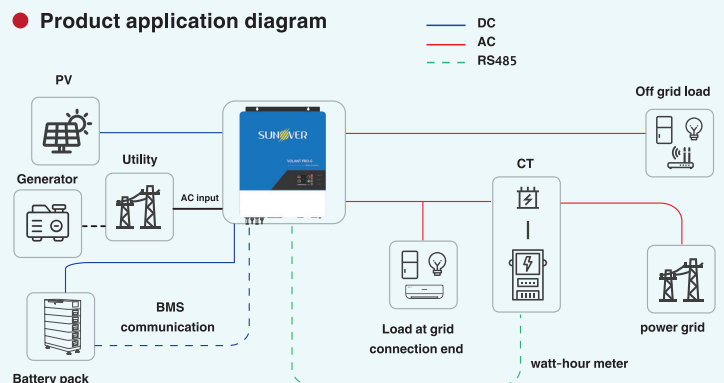 Product application diagram
DC
AC
RS485
PV
Off grid load
Utility
CT
Generator
SUNOVER
AC input
BMS
communication
Load at grid
connection end
power grid
watt-hour meter
Battery pack